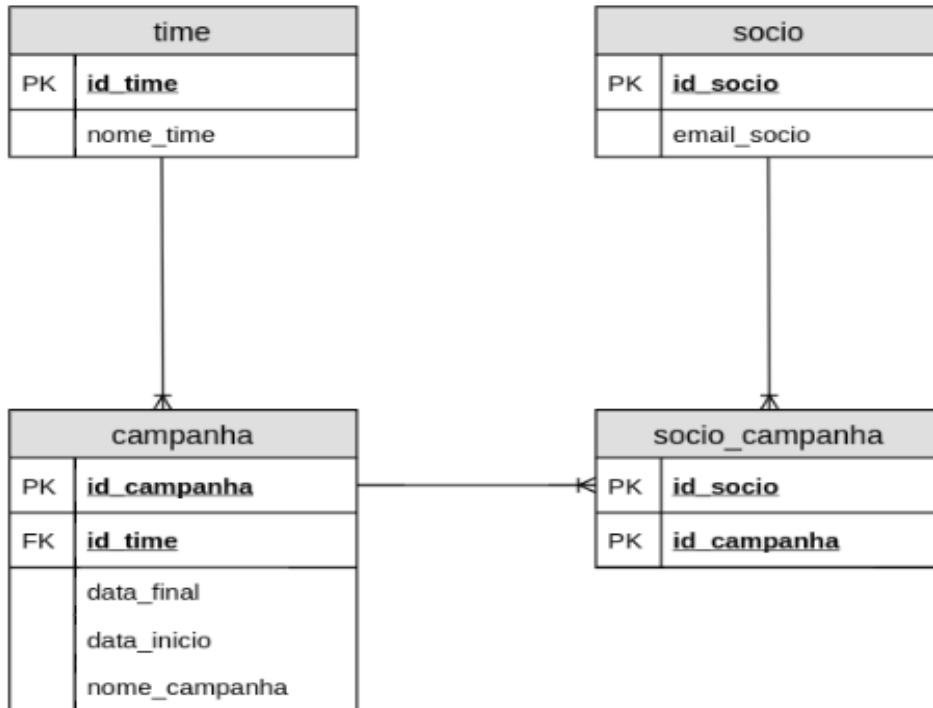 time
PK id_time
nome_time
socio
PK id_socio
email_socio
campanha
PK id_campanha
FK id_time
data_final
data_inicio
nome_campanha
socio_campanha
PK id_socio
PK id_campanha